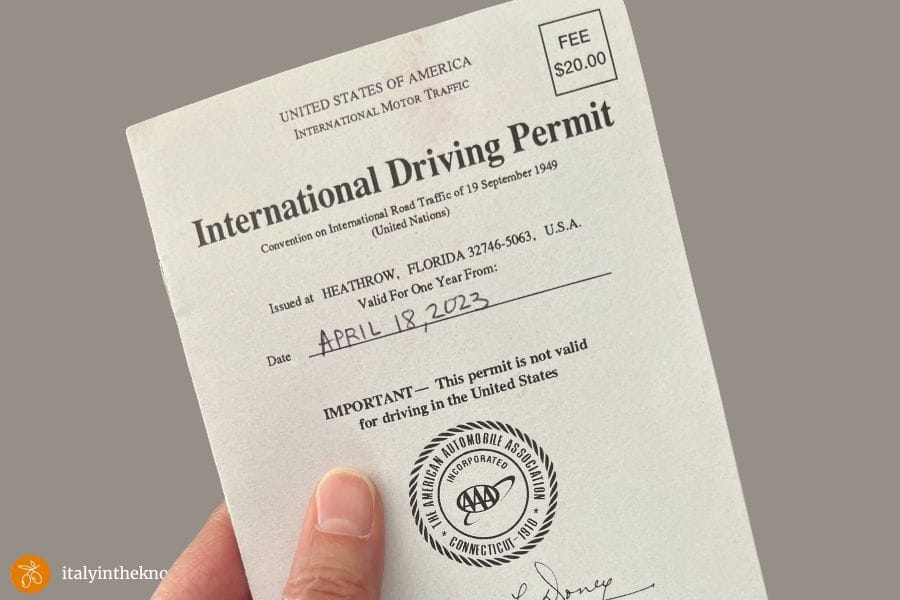 FEE
$20.00
UNITED STATES OF AMERICA
INTERNATIONAL MOTOR TRAFFIC
International Driving Permit
Convention on International Road Traffic of 19 September 1949
(United Nations)
Issued at HEATHROW, FLORIDA 32746-5063, U.S.A.
Valid For One Year From:
Date APRIL 18, 2023
IMPORTANT— This permit is not valid
for driving in the United States
THE AMERICAN AUTOMOBILE ASSOCIATION
INCORPORATED
AAA
★ CONNECTICUT-1910 ★
italyinthekno